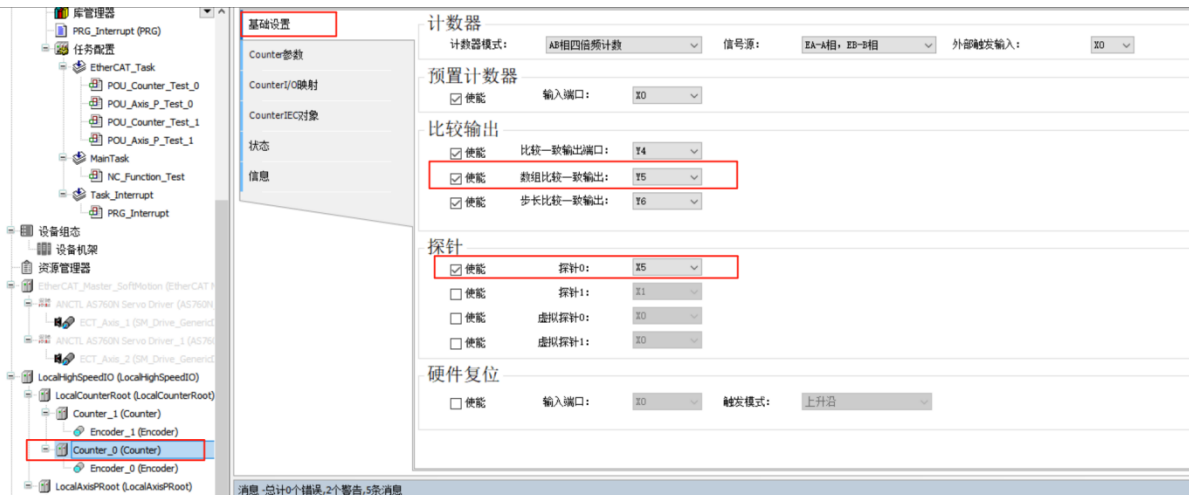 库管理器
PRG_Interrupt (PRG)
任务配置
EtherCAT_Task
POU_Counter_Test_0
POU_Axis_P_Test_0
POU_Counter_Test_1
POU_Axis_P_Test_1
MainTask
NC_Function_Test
Task_Interrupt
PRG_Interrupt
设备组态
设备机架
资源管理器
EtherCAT_Master_SoftMotion (EtherCAT M
ANCTL AS760N Servo Driver (AS760N
ECT_Axis_1 (SM_Drive_GenericD
ANCTL AS760N Servo Driver_1 (AS760
ECT_Axis_2 (SM_Drive_GenericD
LocalHighSpeedIO (LocalHighSpeedIO)
LocalCounterRoot (LocalCounterRoot)
Counter_1 (Counter)
Encoder_1 (Encoder)
Counter_0 (Counter)
Encoder_0 (Encoder)
LocalAxisPRoot (LocalAxisPRoot)
基础设置
Counter参数
CounterI/O映射
CounterIEC对象
状态
信息
计数器
计数器模式： AB相四倍频计数 信号源： EA-A相，EB-B相 外部触发输入： X0
预置计数器
使能 输入端口： X0
比较输出
使能 比较一致输出端口： Y4
使能 数组比较一致输出： Y5
使能 步长比较一致输出： Y6
探针
使能 探针0： X5
使能 探针1： X1
使能 虚拟探针0： X0
使能 虚拟探针1： X0
硬件复位
使能 输入端口： X0 触发模式： 上升沿
消息 -总计0个错误,2个警告,5条消息